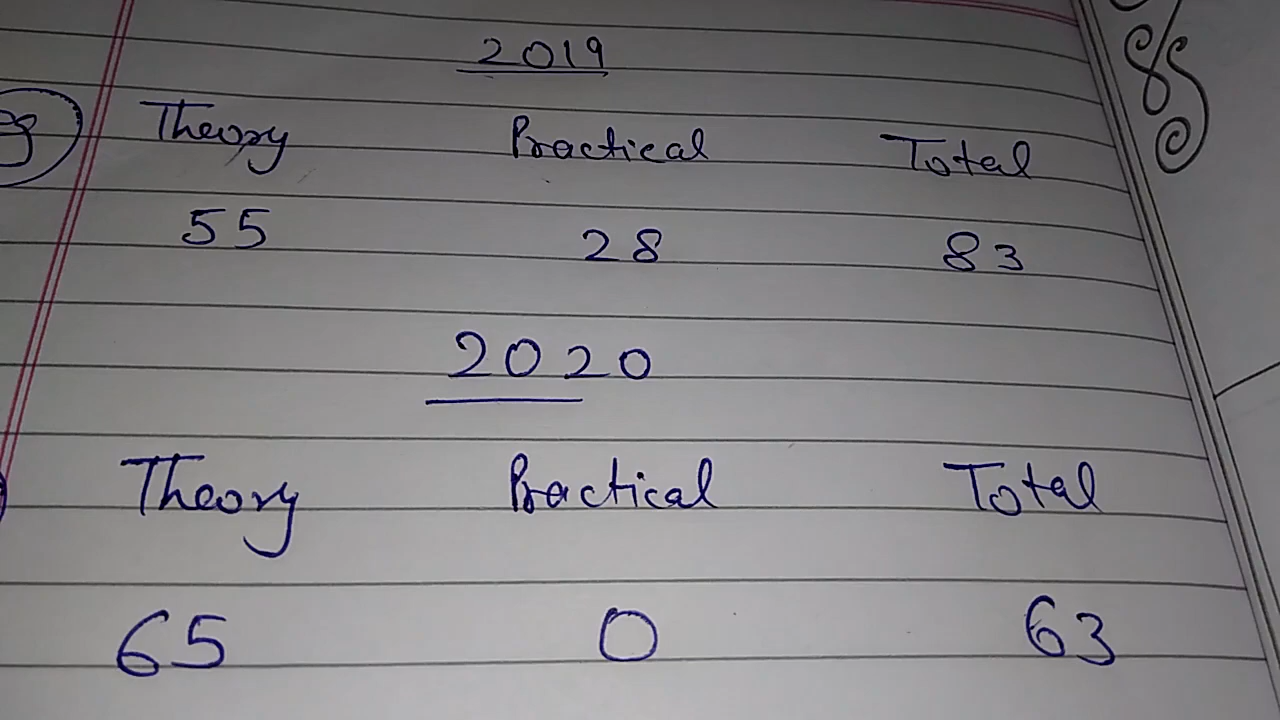 2019
Theory Practical Total
55 28 83
2020
Theory Practical Total
65 0 63